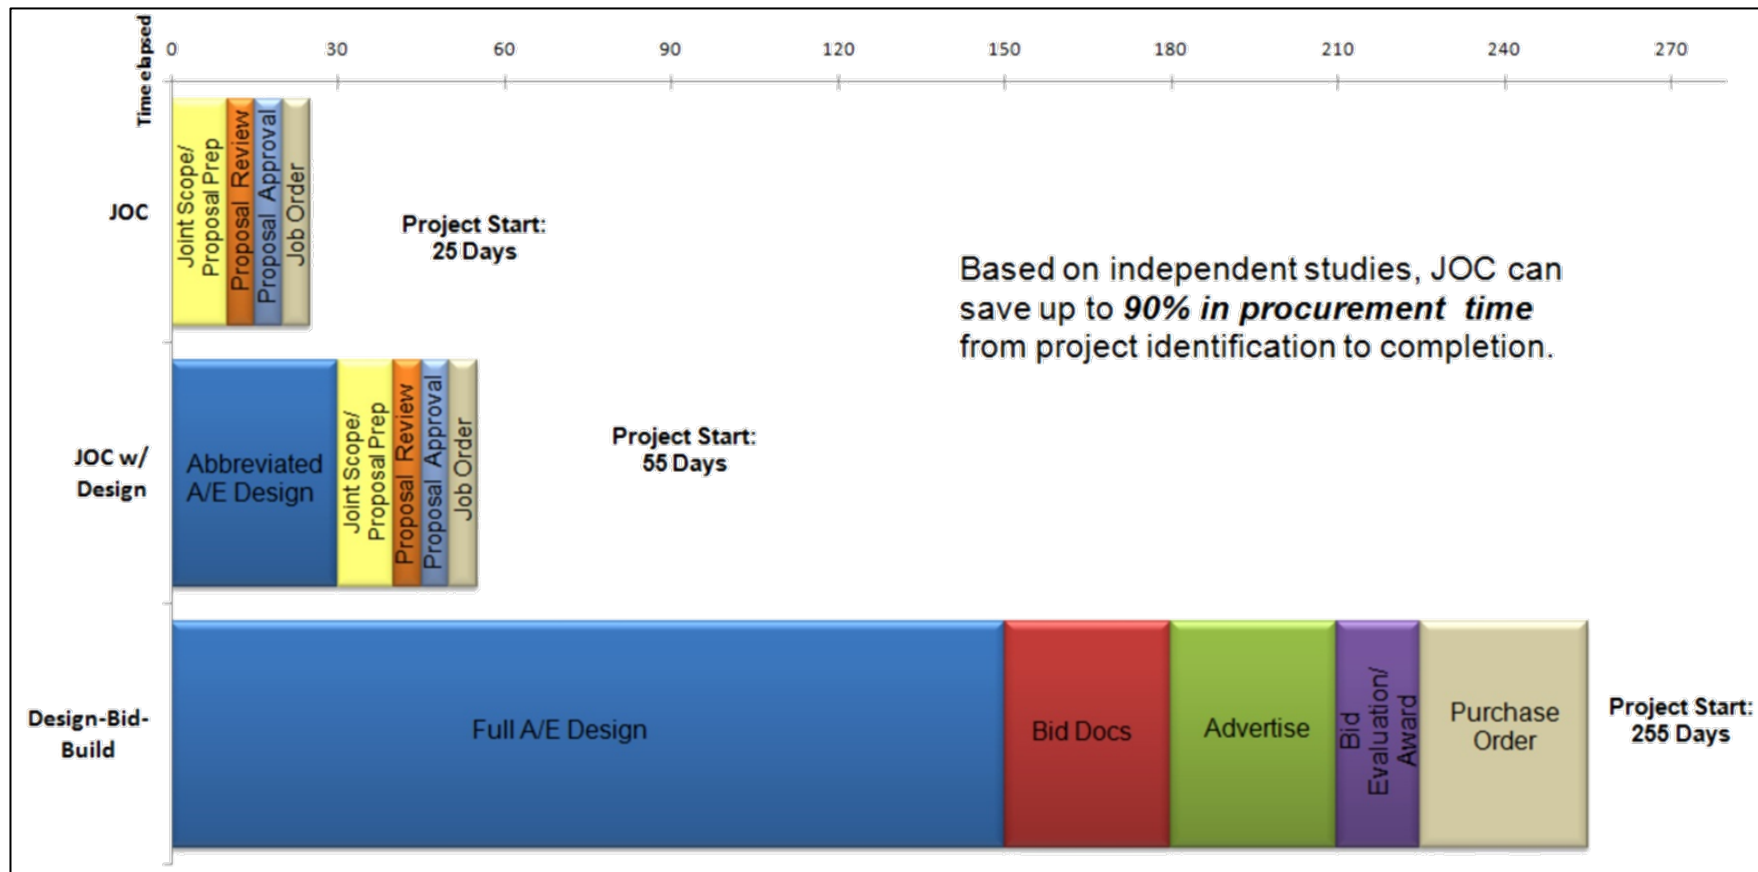 Time elapsed
0 30 60 90 120 150 180 210 240 270
JOC
Joint Scope/
Proposal Prep
Proposal Review
Proposal Approval
Job Order
Project Start:
25 Days
Based on independent studies, JOC can
save up to 90% in procurement time
from project identification to completion.
JOC w/
Design
Abbreviated
A/E Design
Joint Scope/
Proposal Prep
Proposal Review
Proposal Approval
Job Order
Project Start:
55 Days
Design-Bid-
Build
Full A/E Design
Bid Docs
Advertise
Bid
Evaluation/
Award
Purchase
Order
Project Start:
255 Days